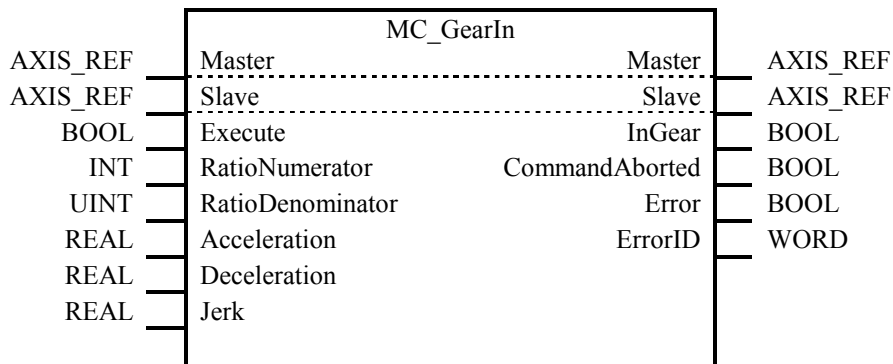 MC_GearIn
AXIS_REF Master Master AXIS_REF
AXIS_REF Slave Slave AXIS_REF
BOOL Execute InGear BOOL
INT RatioNumerator CommandAborted BOOL
UINT RatioDenominator Error BOOL
REAL Acceleration ErrorID WORD
REAL Deceleration
REAL Jerk